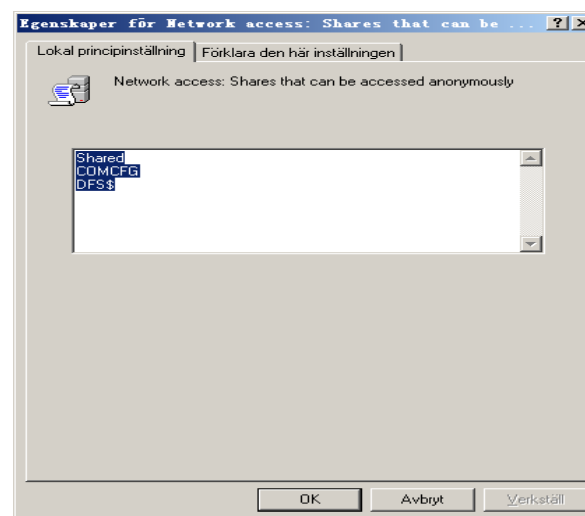 Egenskaper för Network access: Shares that can be ...
Lokal principinställning
Förklara den här inställningen
Network access: Shares that can be accessed anonymously
Shared
COMCFG
DFS$
OK
Avbryt
Verkställ